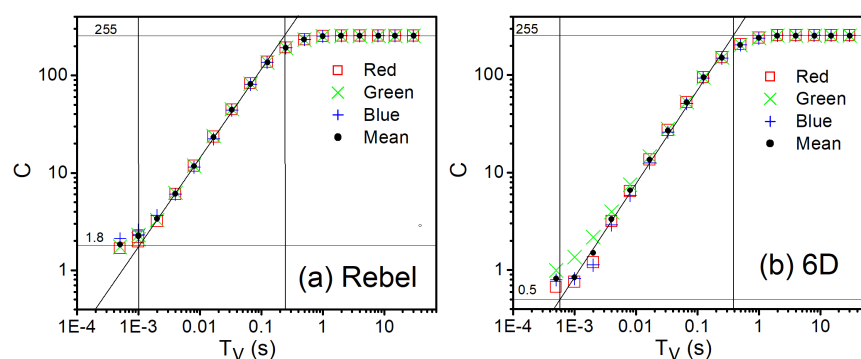 255
100
10
1
1.8
C
Red
Green
Blue
Mean
(a) Rebel
1E-4 1E-3 0.01 0.1 1 10
T_V (s)
255
100
10
1
0.5
C
Red
Green
Blue
Mean
(b) 6D
1E-4 1E-3 0.01 0.1 1 10
T_V (s)